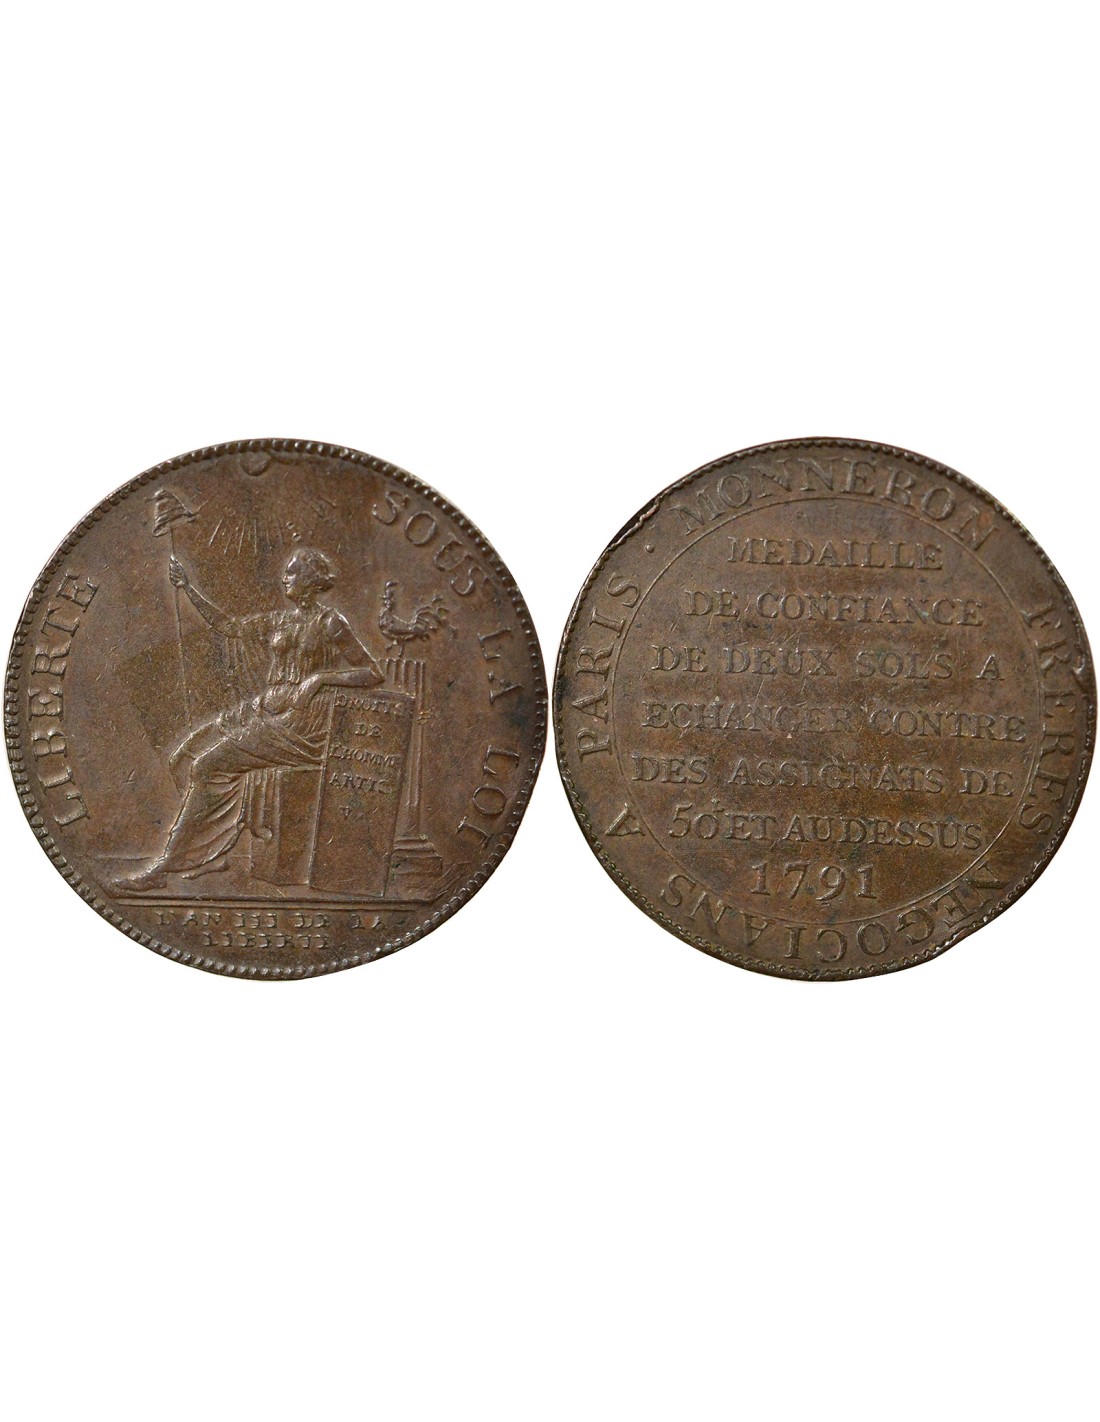 LIBERTE SOUS LA LOI
DROITS
DE
L'HOMME
ARTIC
V.
L'AN III DE LA
LIBERTE
MONNERON FRERES NEGOCIANS A PARIS .
MEDAILLE
DE CONFIANCE
DE DEUX SOLS A
ECHANGER CONTRE
DES ASSIGNATS DE
50# ET AU DESSUS
1791